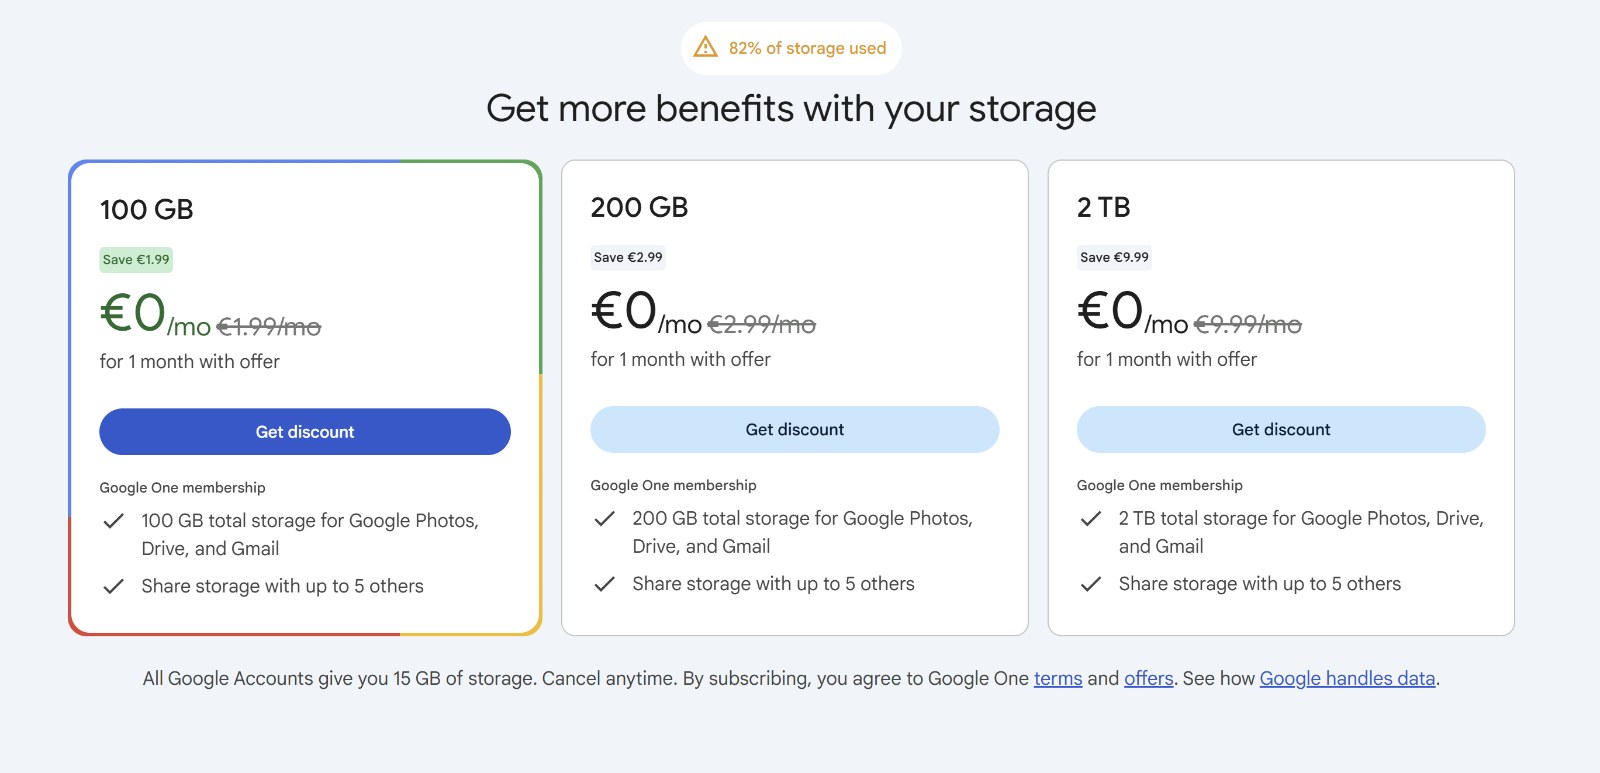 82% of storage used
Get more benefits with your storage
100 GB
Save €1.99
€0/mo €1.99/mo
for 1 month with offer
Get discount
Google One membership
100 GB total storage for Google Photos,
Drive, and Gmail
Share storage with up to 5 others
200 GB
Save €2.99
€0/mo €2.99/mo
for 1 month with offer
Get discount
Google One membership
200 GB total storage for Google Photos,
Drive, and Gmail
Share storage with up to 5 others
2 TB
Save €9.99
€0/mo €9.99/mo
for 1 month with offer
Get discount
Google One membership
2 TB total storage for Google Photos, Drive,
and Gmail
Share storage with up to 5 others
All Google Accounts give you 15 GB of storage. Cancel anytime. By subscribing, you agree to Google One terms and offers. See how Google handles data.